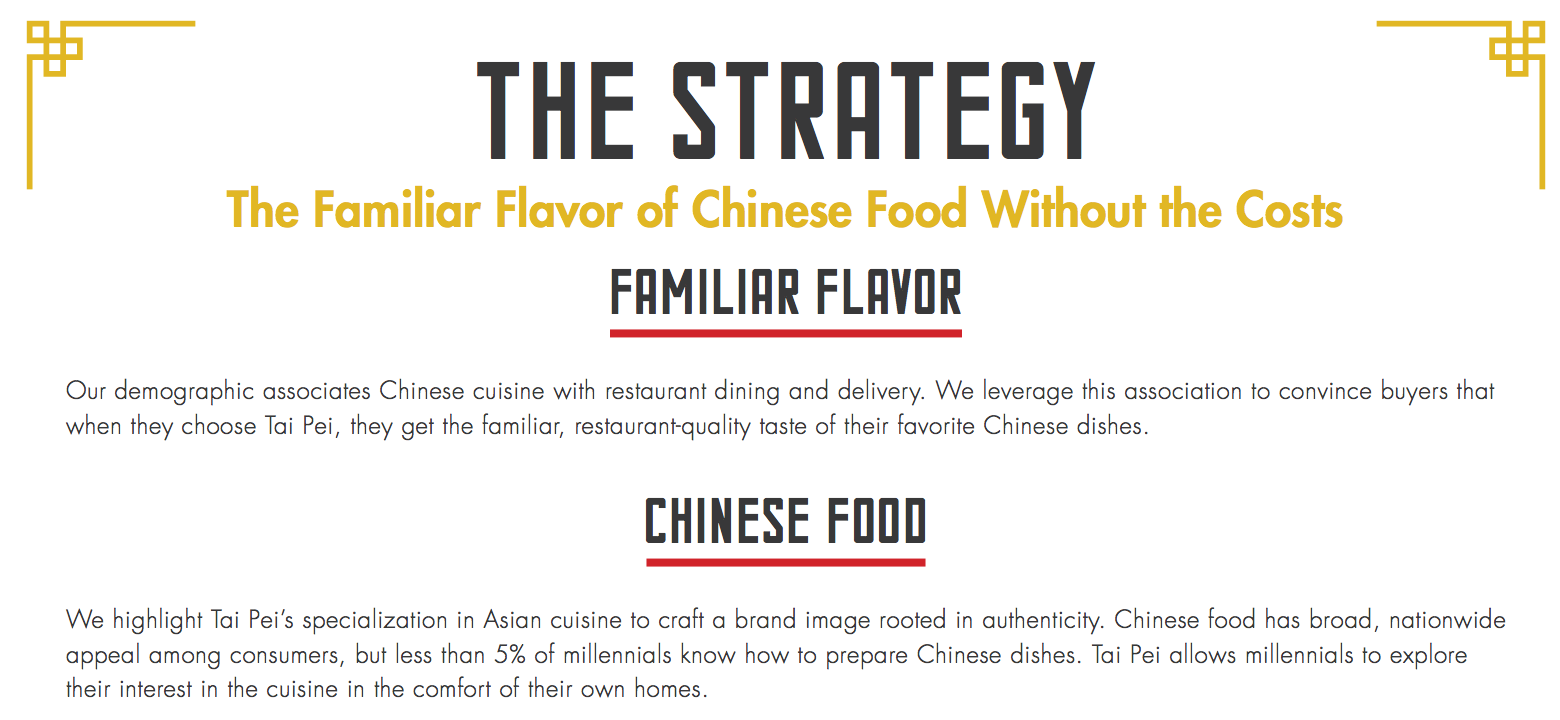 THE STRATEGY
The Familiar Flavor of Chinese Food Without the Costs
FAMILIAR FLAVOR
Our demographic associates Chinese cuisine with restaurant dining and delivery. We leverage this association to convince buyers that
when they choose Tai Pei, they get the familiar, restaurant-quality taste of their favorite Chinese dishes.
CHINESE FOOD
We highlight Tai Pei’s specialization in Asian cuisine to craft a brand image rooted in authenticity. Chinese food has broad, nationwide
appeal among consumers, but less than 5% of millennials know how to prepare Chinese dishes. Tai Pei allows millennials to explore
their interest in the cuisine in the comfort of their own homes.